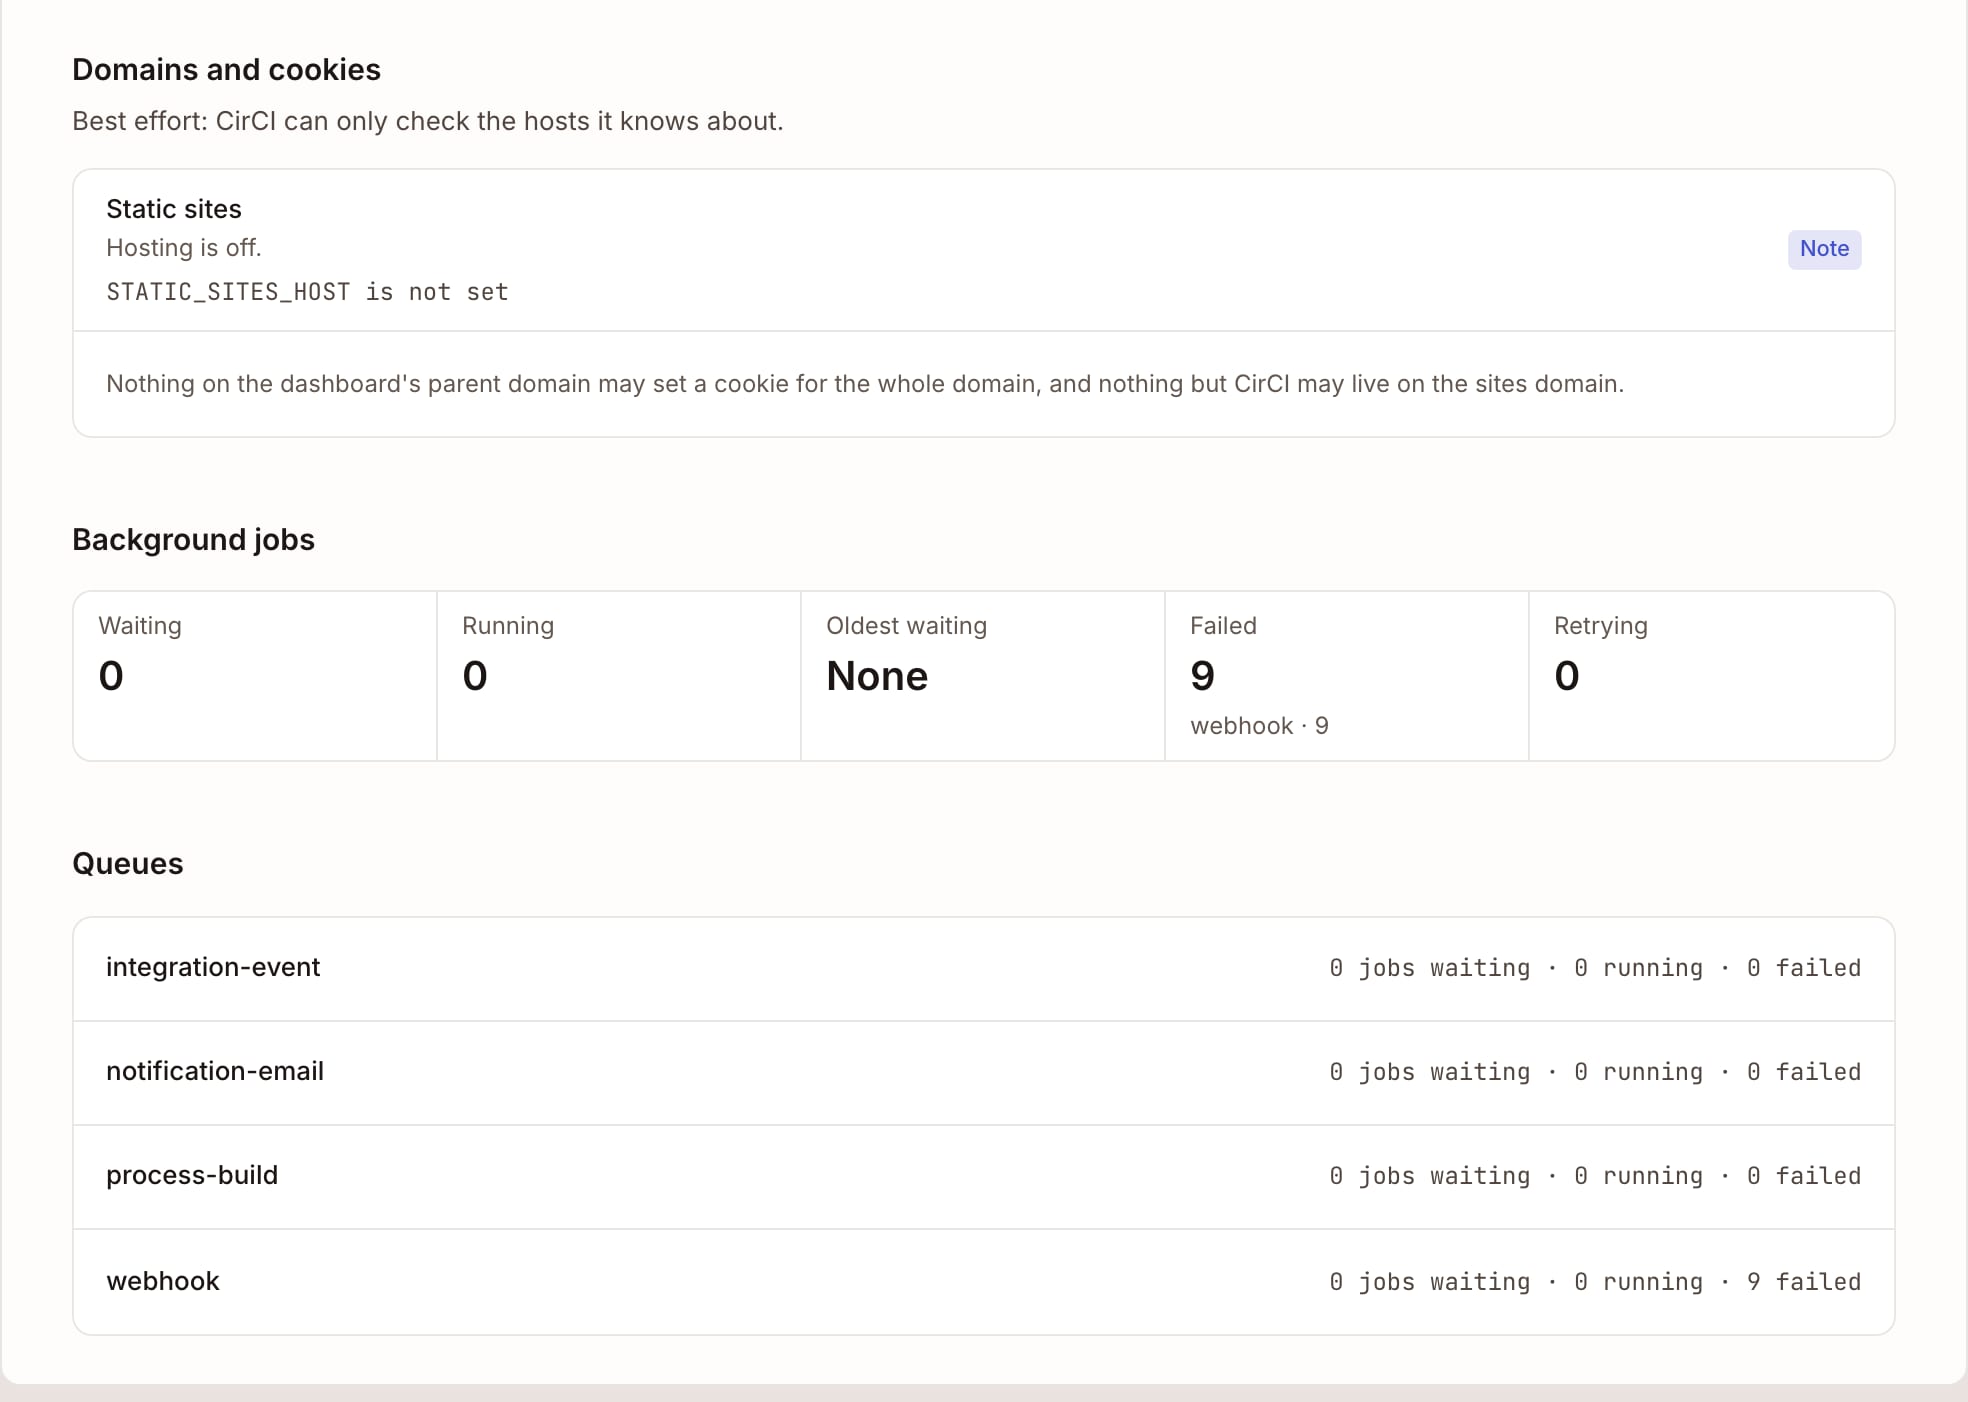 Domains and cookies
Best effort: CirCI can only check the hosts it knows about.
Static sites
Hosting is off.
STATIC_SITES_HOST is not set
Note
Nothing on the dashboard's parent domain may set a cookie for the whole domain, and nothing but CirCI may live on the sites domain.
Background jobs
Waiting
0
Running
0
Oldest waiting
None
Failed
9
webhook · 9
Retrying
0
Queues
integration-event
0 jobs waiting · 0 running · 0 failed
notification-email
0 jobs waiting · 0 running · 0 failed
process-build
0 jobs waiting · 0 running · 0 failed
webhook
0 jobs waiting · 0 running · 9 failed